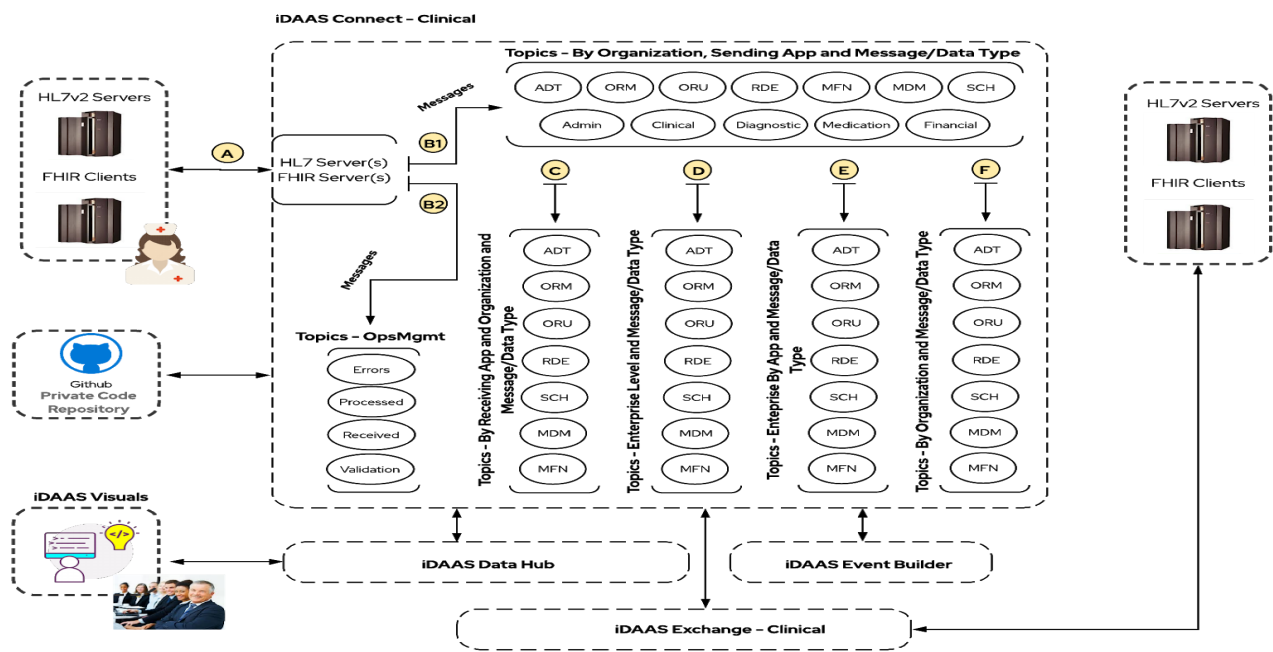 iDAAS Connect – Clinical
Topics – By Organization, Sending App and Message/Data Type
ADT
ORM
ORU
RDE
MFN
MDM
SCH
Admin
Clinical
Diagnostic
Medication
Financial
HL7v2 Servers
FHIR Clients
A
HL7 Server(s)
FHIR Server(s)
B1
Messages
B2
Messages
Topics – OpsMgmt
Errors
Processed
Received
Validation
C
Topics – By Receiving App and Organization and
Message/Data Type
ADT
ORM
ORU
RDE
SCH
MDM
MFN
D
Topics – Enterprise Level and Message/Data Type
ADT
ORM
ORU
RDE
SCH
MDM
MFN
E
Topics – Enteprise By App and Message/Data
Type
ADT
ORM
ORU
RDE
SCH
MDM
MFN
F
Topics – By Organization and Message/Data Type
ADT
ORM
ORU
RDE
SCH
MDM
MFN
HL7v2 Servers
FHIR Clients
Github
Private Code
Repository
iDAAS Visuals
</>
iDAAS Data Hub
iDAAS Event Builder
iDAAS Exchange – Clinical